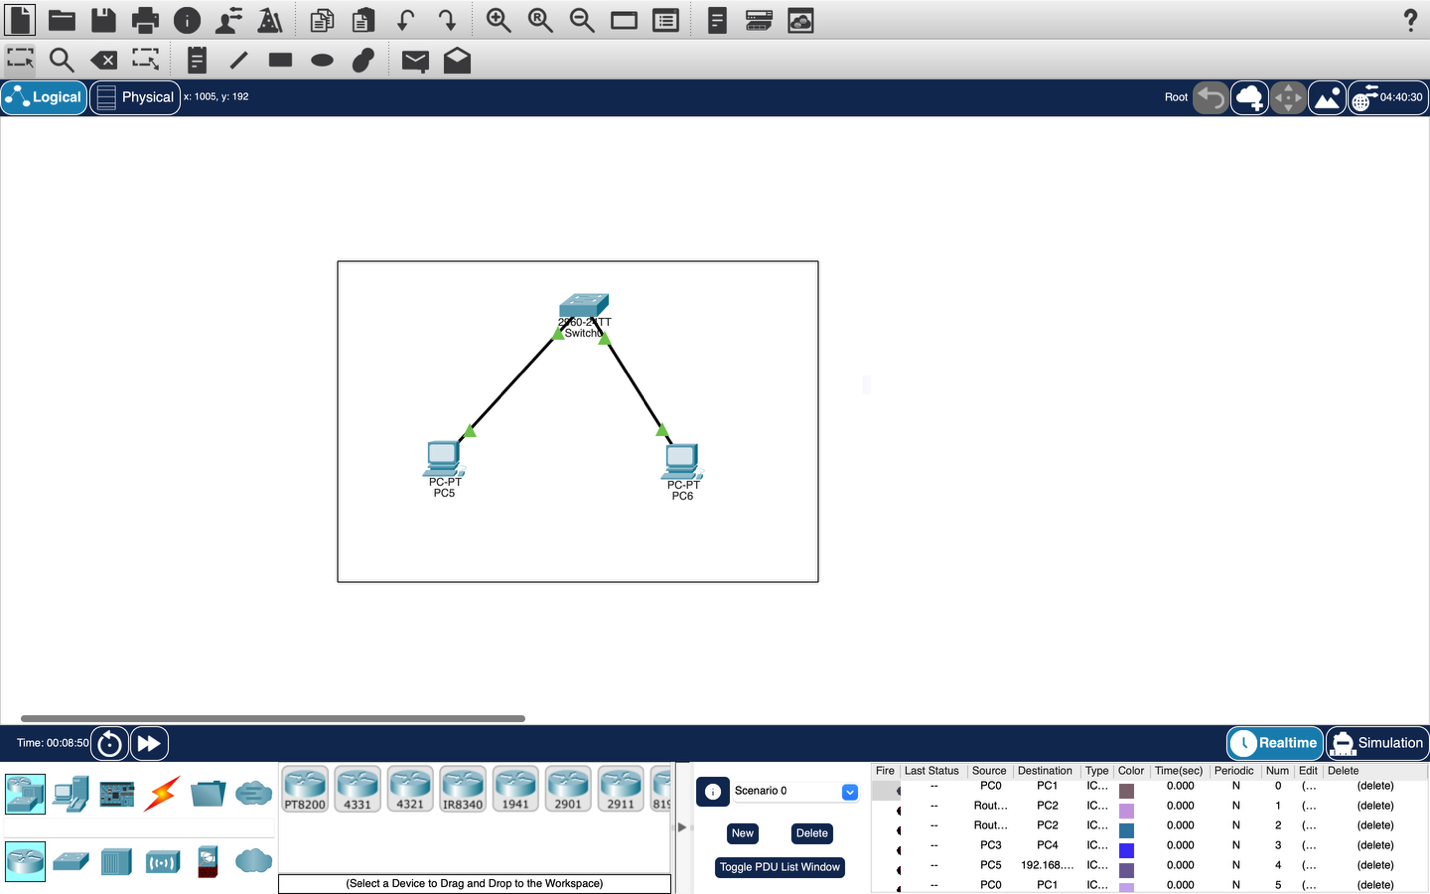 ?
Logical
Physical
x: 1005, y: 192
Root
04:40:30
2960-24TT
Switch0
PC-PT
PC5
PC-PT
PC6
Time: 00:08:50
Realtime
Simulation
PT8200
4331
4321
IR8340
1941
2901
2911
819
(Select a Device to Drag and Drop to the Workspace)
Scenario 0
New
Delete
Toggle PDU List Window
Fire Last Status Source Destination Type Color Time(sec) Periodic Num Edit Delete
-- PC0 PC1 IC... 0.000 N 0 (... (delete)
-- Rout... PC2 IC... 0.000 N 1 (... (delete)
-- Rout... PC2 IC... 0.000 N 2 (... (delete)
-- PC3 PC4 IC... 0.000 N 3 (... (delete)
-- PC5 192.168.... IC... 0.000 N 4 (... (delete)
-- PC0 PC1 IC... 0.000 N 5 (... (delete)